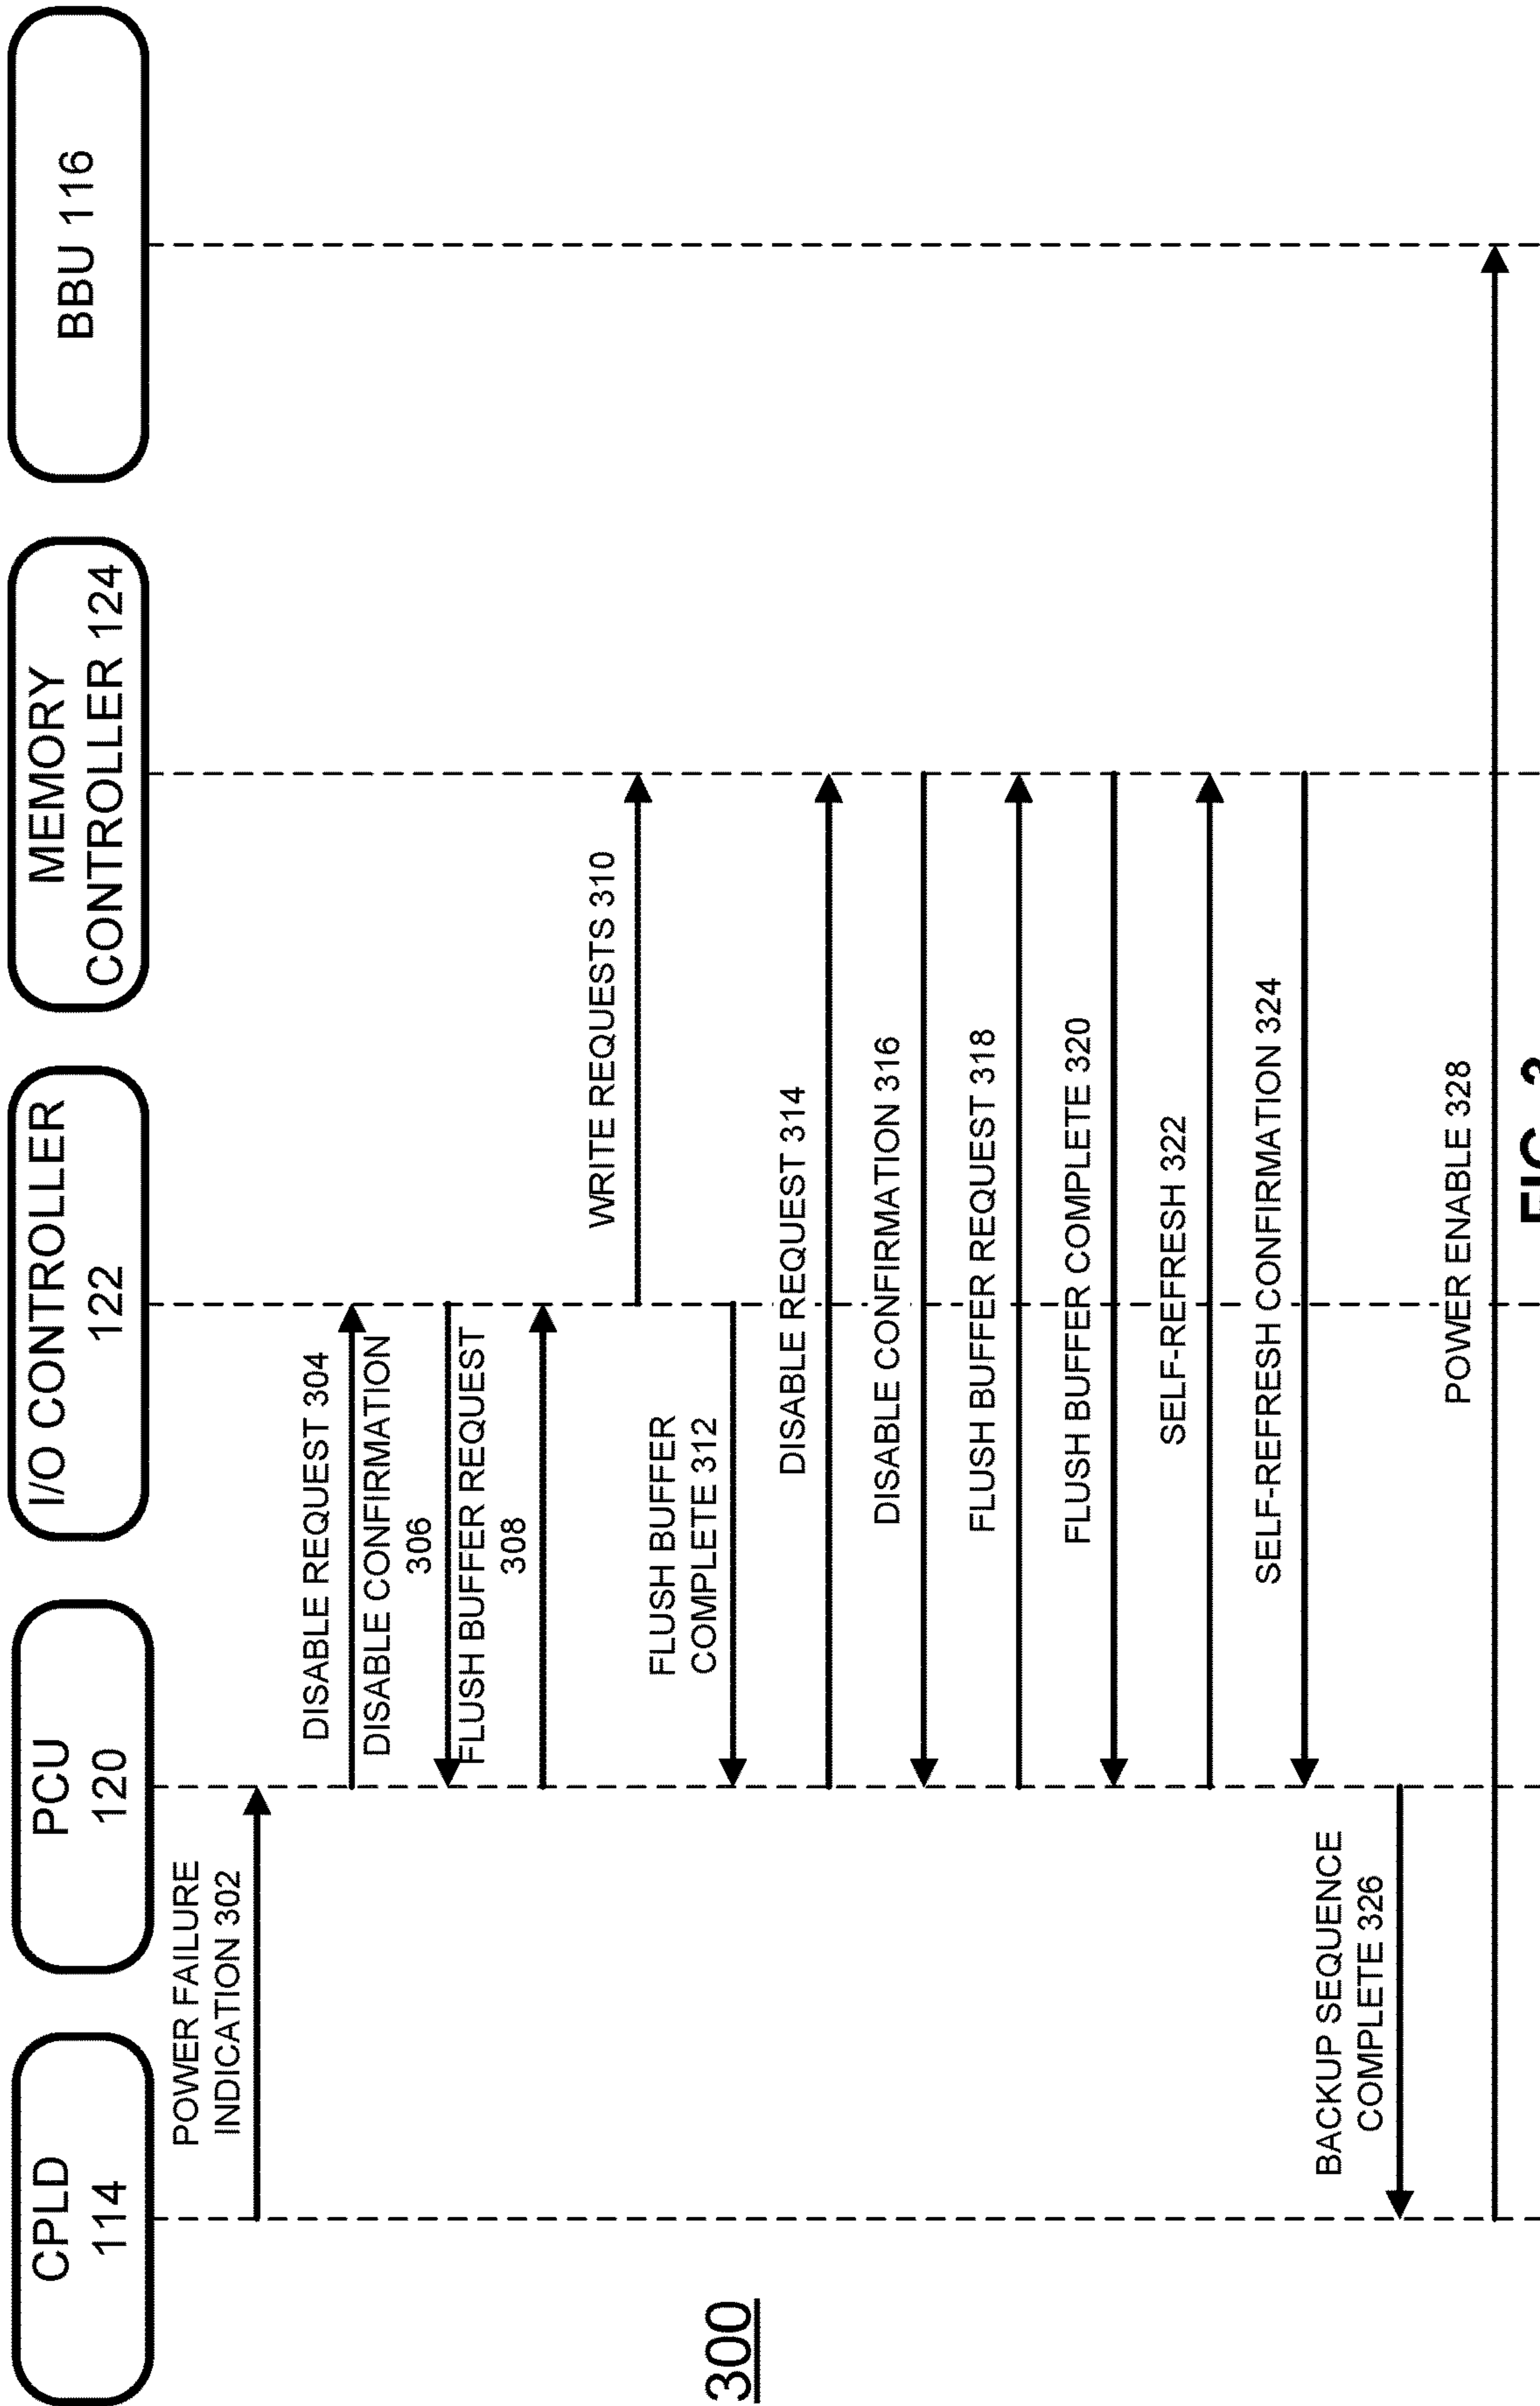 CPLD
114
PCU
120
I/O CONTROLLER
122
MEMORY
CONTROLLER 124
BBU 116
POWER FAILURE
INDICATION 302
DISABLE REQUEST 304
DISABLE CONFIRMATION
306
FLUSH BUFFER REQUEST
308
WRITE REQUESTS 310
FLUSH BUFFER
COMPLETE 312
DISABLE REQUEST 314
DISABLE CONFIRMATION 316
FLUSH BUFFER REQUEST 318
FLUSH BUFFER COMPLETE 320
SELF-REFRESH 322
SELF-REFRESH CONFIRMATION 324
BACKUP SEQUENCE
COMPLETE 326
POWER ENABLE 328
300
FIG. 3